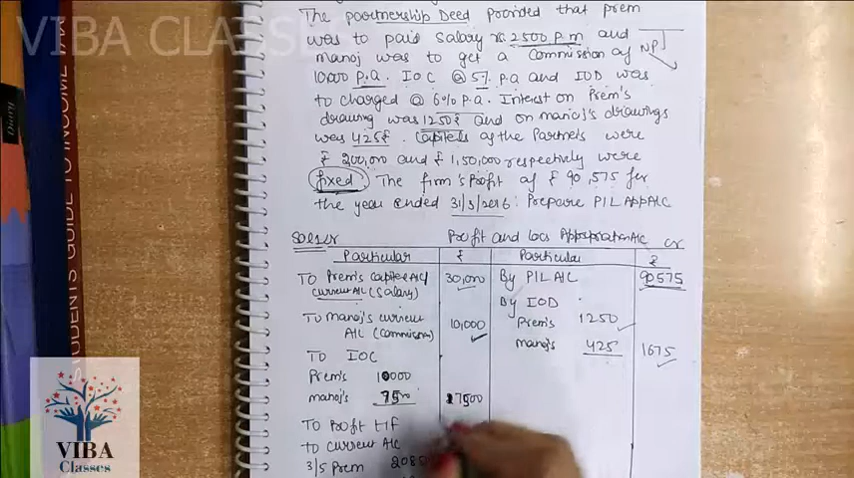 VIBA CLASSES
The partnership Deed provided that prem
was to paid salary rs 2500 p.m and
manoj was to get a Commission of NP
10000 p.a. IOC @ 5% p.a and IOD was
to charged @ 6% p.a. Interest on Prem's
drawing was 1250₹ and on manoj's drawings
was 425₹. Capitals of the Partners were
₹ 200,000 and ₹ 1,50,000 respectively were
fixed. The firm's Profit of ₹ 90,575 for
the year ended 31/3/2016: Prepare P/L App A/C
Profit and Loss Appropriation A/C cr
Particular ₹ Particular ₹
To Prem's Capital A/C/ 30,000 By P/L A/C 90575
Current A/C (Salary) By IOD
To manoj's current 10,000 Prem's 1250
A/C (Commission) manoj's 425 1675
To IOC
Prem's 10000
manoj's 7500 17500
To Profit
to current A/C
3/5 Prem
VIBA
Classes
STUDENTS GUIDE TO INCOME TAX